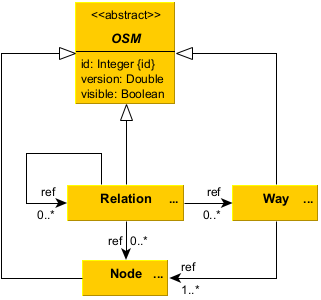 <<abstract>>
OSM
id: Integer {id}
version: Double
visible: Boolean
ref
0..*
Relation ...
ref
0..*
Way ...
ref 0..*
ref
1..*
Node ...